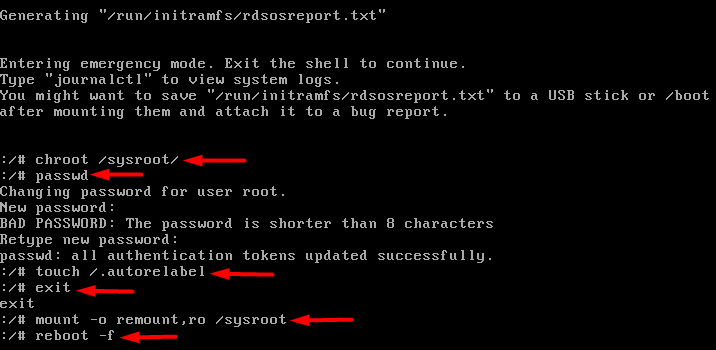 Generating "/run/initramfs/rdsosreport.txt"
Entering emergency mode. Exit the shell to continue.
Type "journalctl" to view system logs.
You might want to save "/run/initramfs/rdsosreport.txt" to a USB stick or /boot
after mounting them and attach it to a bug report.
:/# chroot /sysroot/
:/# passwd
Changing password for user root.
New password:
BAD PASSWORD: The password is shorter than 8 characters
Retype new password:
passwd: all authentication tokens updated successfully.
:/# touch /.autorelabel
:/# exit
exit
:/# mount -o remount,ro /sysroot
:/# reboot -f